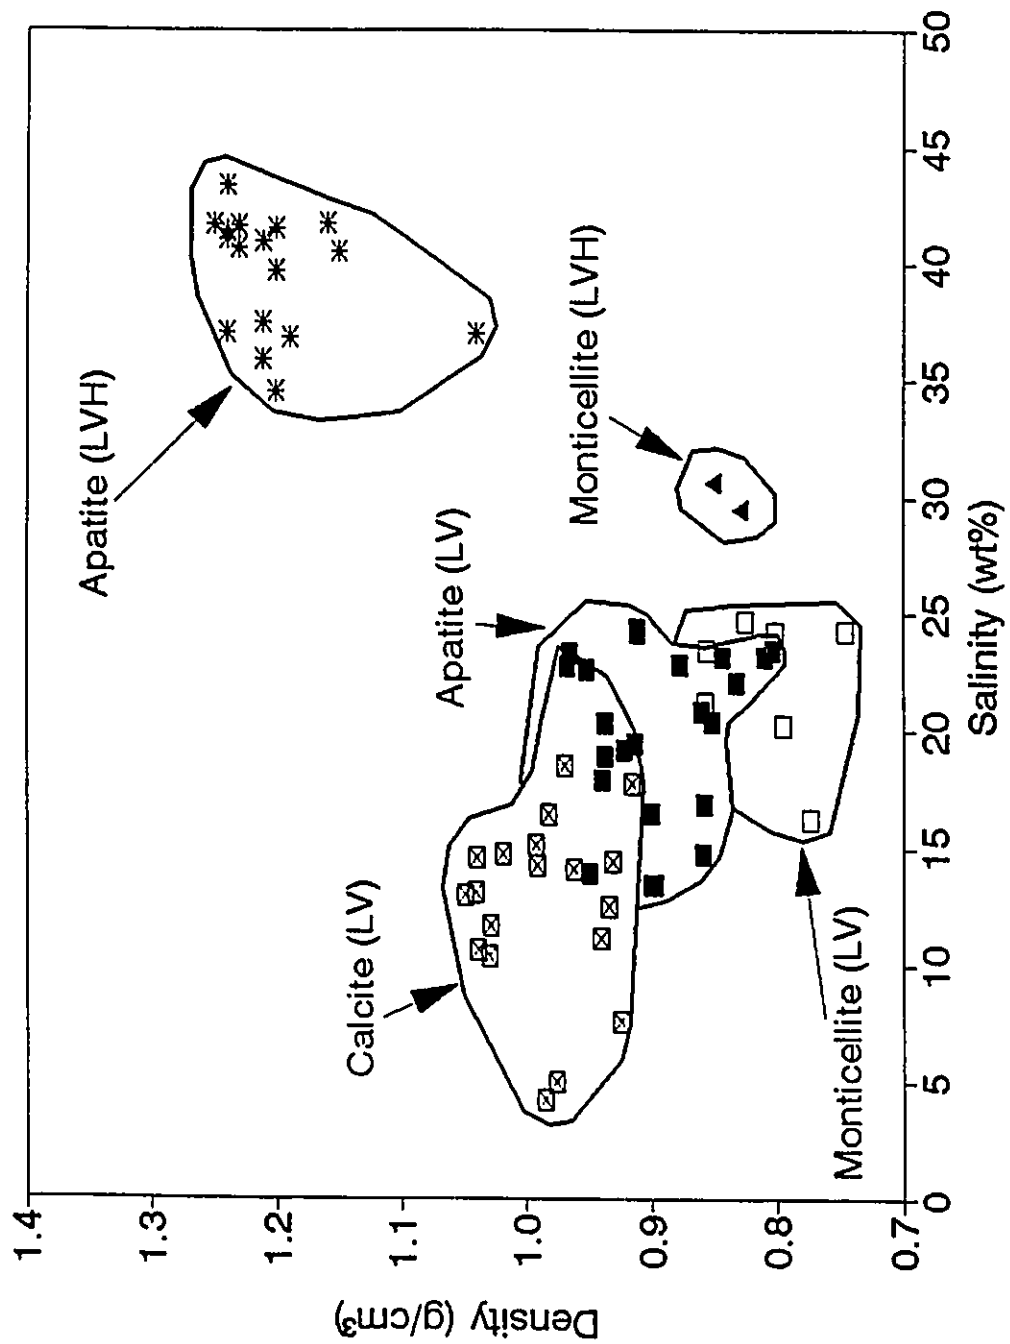 1.4
1.3
1.2
1.1
1.0
0.9
0.8
0.7
Density (g/cm³)
0
5
10
15
20
25
30
35
40
45
50
Salinity (wt%)
Apatite (LVH)
Monticellite (LVH)
Apatite (LV)
Calcite (LV)
Monticellite (LV)